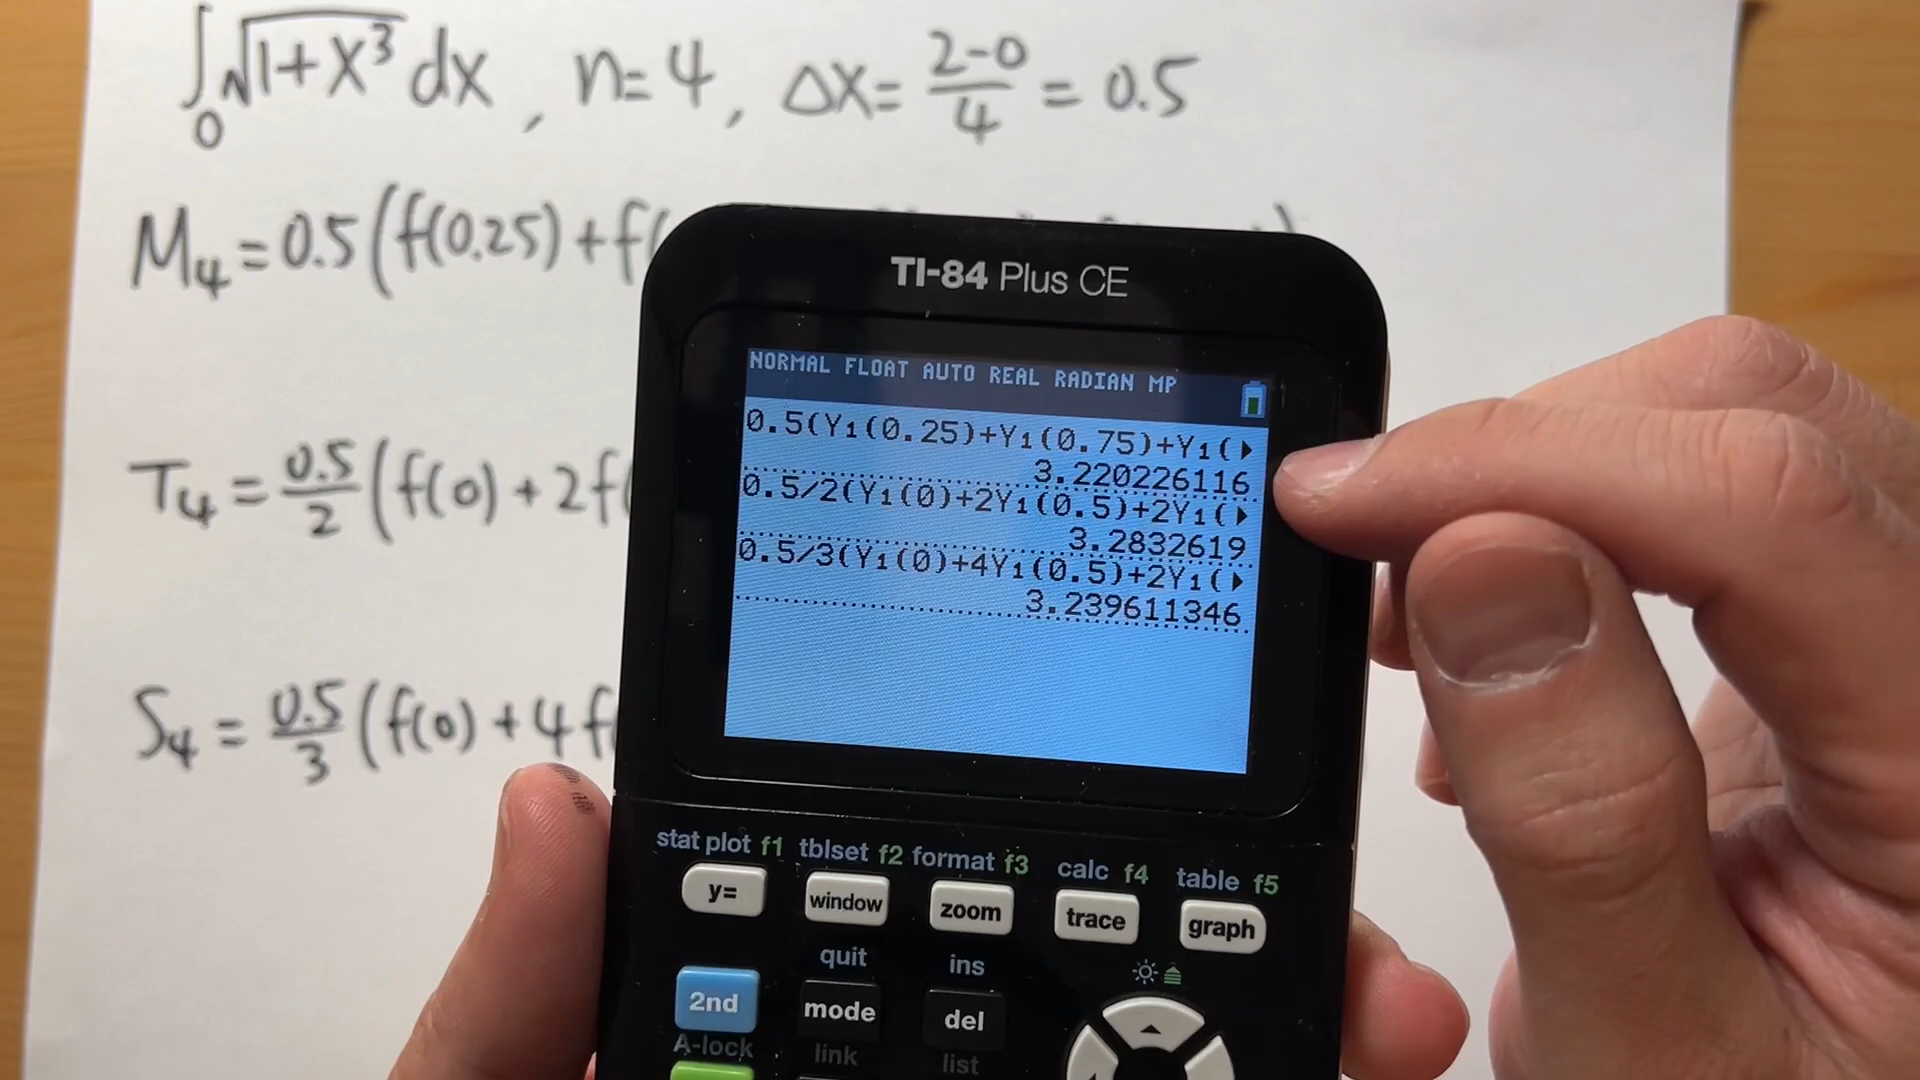 ∫₀ √1+x³ dx , n=4 , Δx= 2-0/4 = 0.5
M₄=0.5(f(0.25)+f(
T₄=0.5/2(f(0)+2f(
S₄=0.5/3(f(0)+4f(
TI-84 Plus CE
NORMAL FLOAT AUTO REAL RADIAN MP
0.5(Y₁(0.25)+Y₁(0.75)+Y₁(
3.220226116
0.5/2(Y₁(0)+2Y₁(0.5)+2Y₁(
3.2832619
0.5/3(Y₁(0)+4Y₁(0.5)+2Y₁(
3.239611346
stat plot f1 tblset f2 format f3 calc f4 table f5
y= window zoom trace graph
quit ins
2nd mode del
A-lock link list